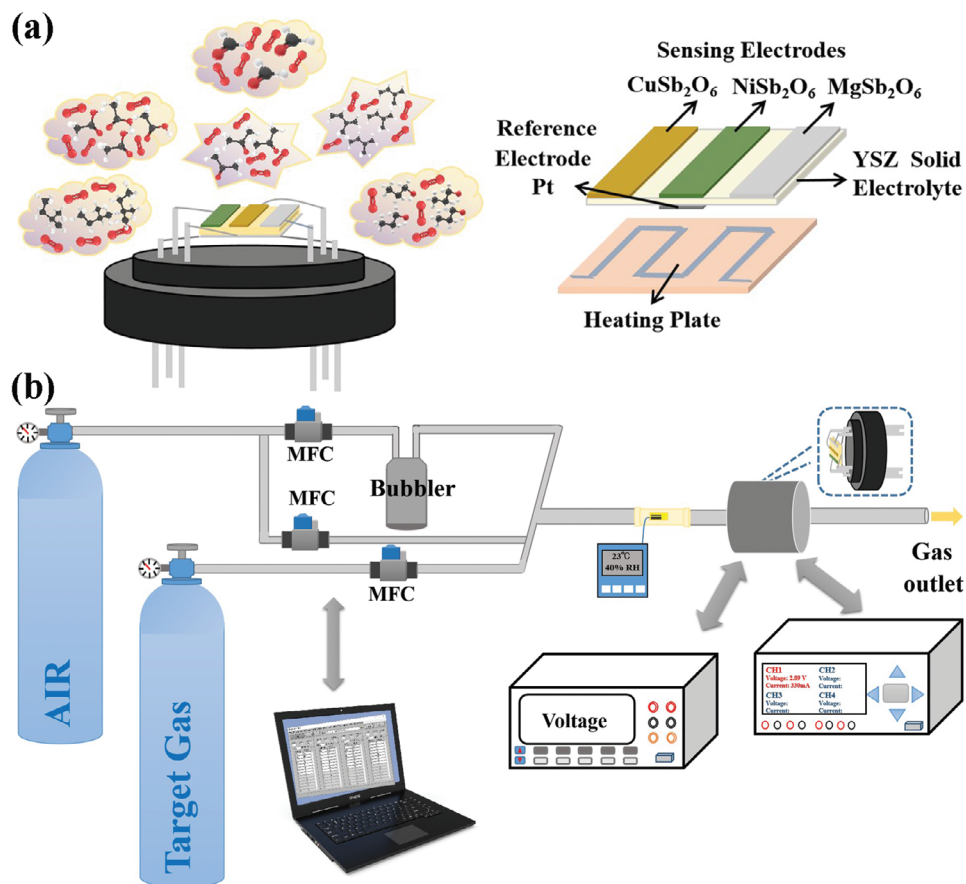 (a)
Sensing Electrodes
CuSb₂O₆ NiSb₂O₆ MgSb₂O₆
Reference
Electrode
Pt
YSZ Solid
Electrolyte
Heating Plate
(b)
MFC
Bubbler
MFC
MFC
AIR
Target Gas
23℃
40% RH
Gas
outlet
Voltage
CH1
Voltage: 2.89 V
Current: 330mA
CH2
Voltage:
Current:
CH3
Voltage:
Current:
CH4
Voltage:
Current: